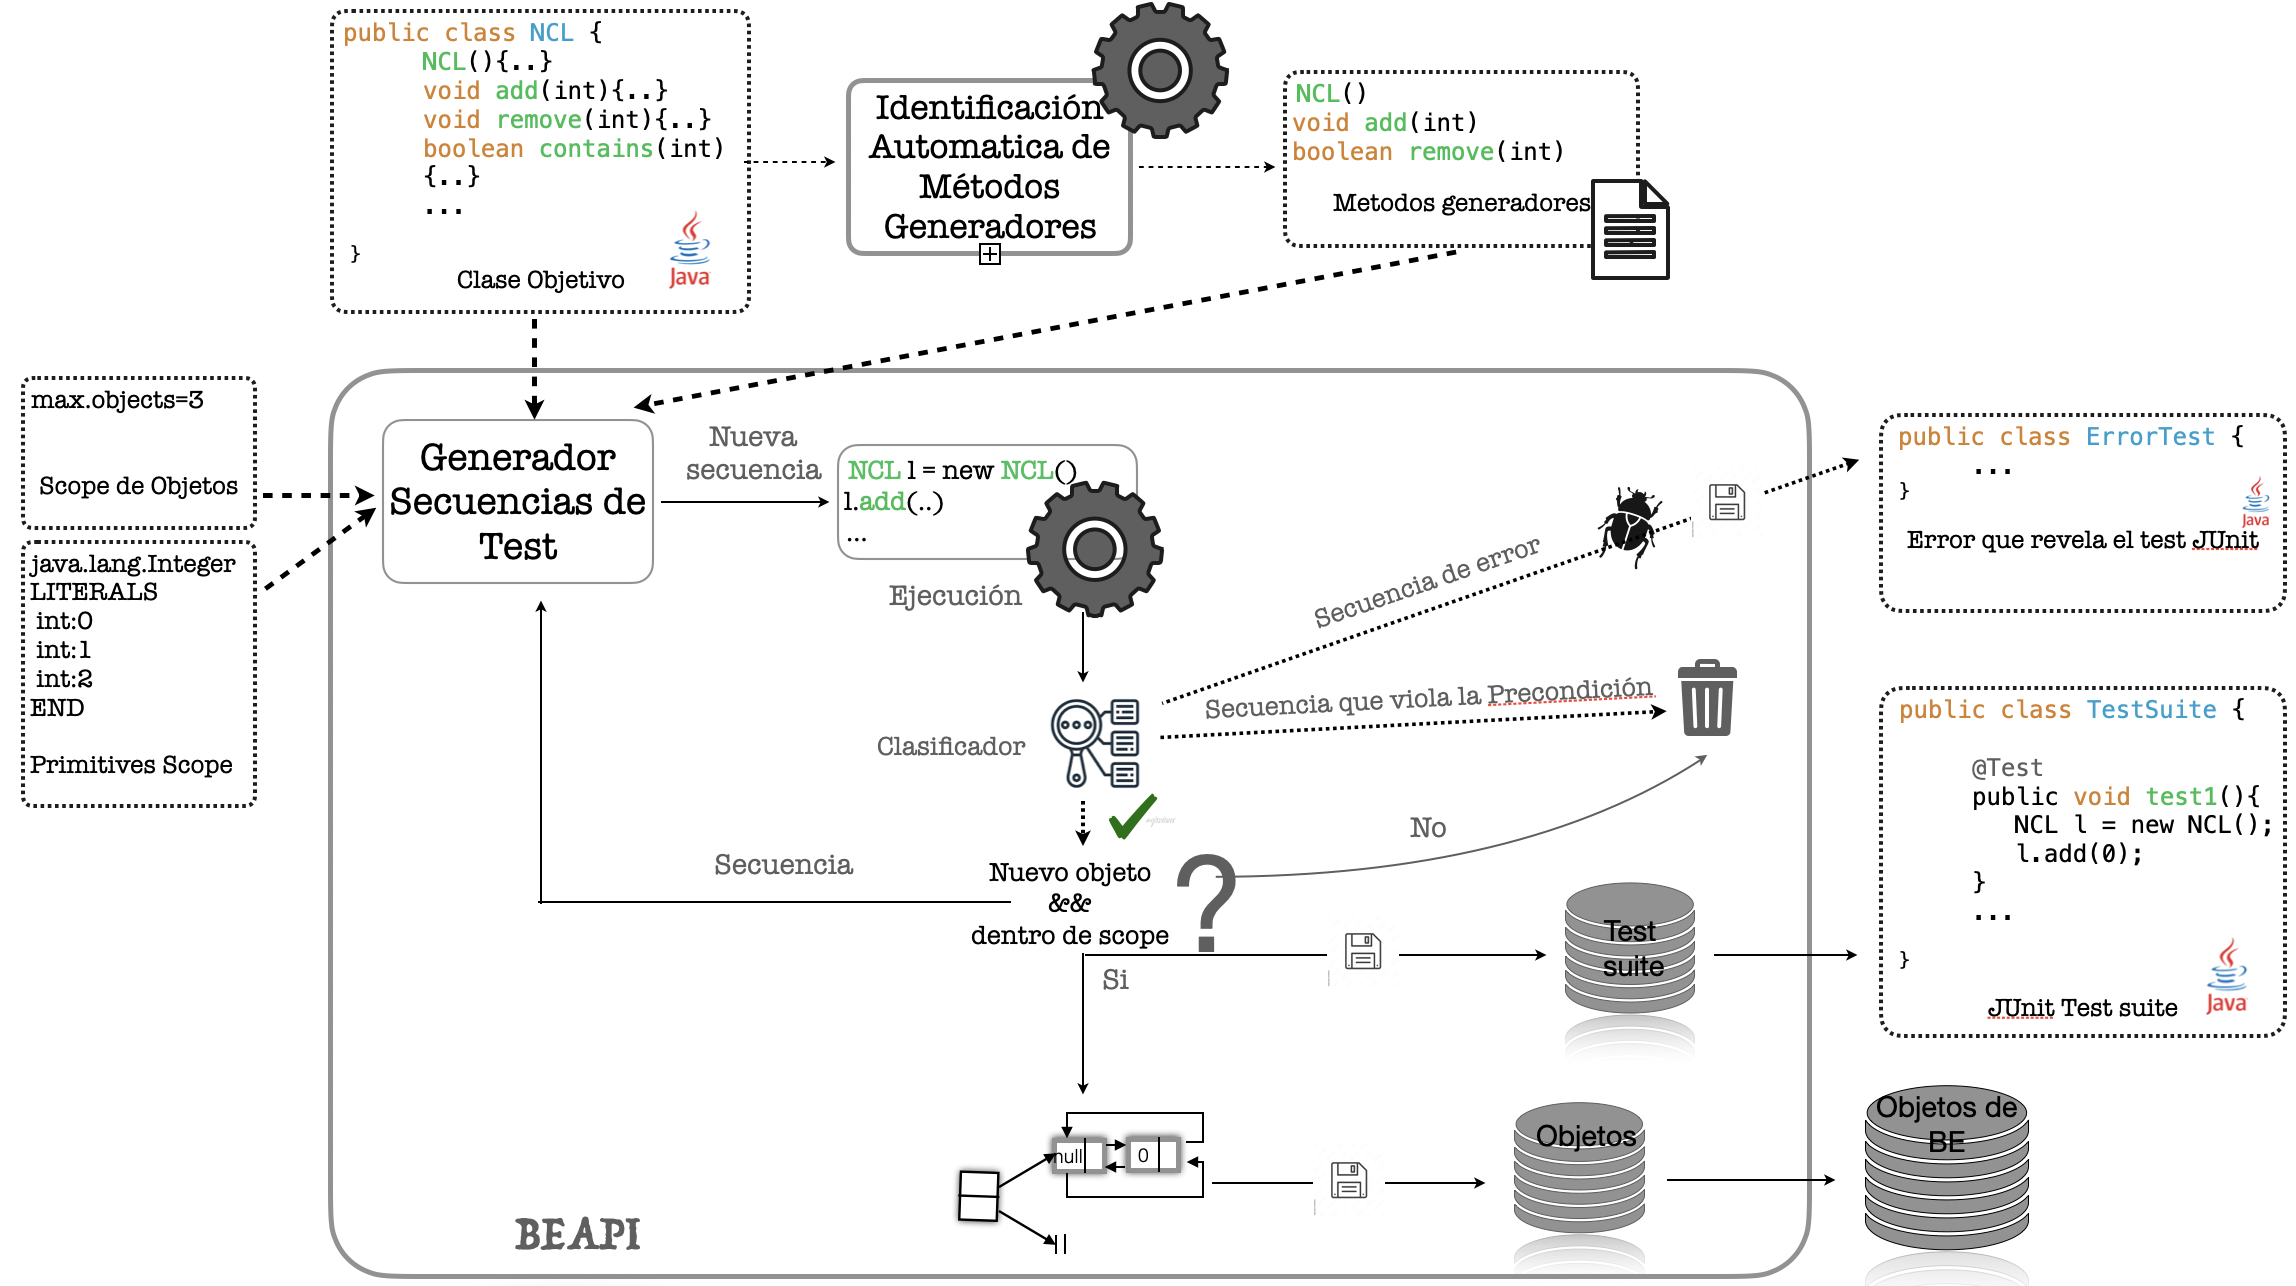 public class NCL {
NCL(){..}
void add(int){..}
void remove(int){..}
boolean contains(int)
{..}
...
}
Clase Objetivo
Java
Identificación
Automatica de
Métodos
Generadores
NCL()
void add(int)
boolean remove(int)
Metodos generadores
max.objects=3
Scope de Objetos
java.lang.Integer
LITERALS
int:0
int:1
int:2
END
Primitives Scope
Generador
Secuencias de
Test
Nueva
secuencia
NCL l = new NCL()
l.add(..)
...
Ejecución
Clasificador
Secuencia de error
Secuencia que viola la Precondición
No
Secuencia
Nuevo objeto
&&
dentro de scope
?
Si
Test
suite
null
0
Objetos
Objetos de
BE
BEAPI
public class ErrorTest {
...
}
Java
Error que revela el test JUnit
public class TestSuite {
@Test
public void test1(){
NCL l = new NCL();
l.add(0);
}
...
}
Java
JUnit Test suite